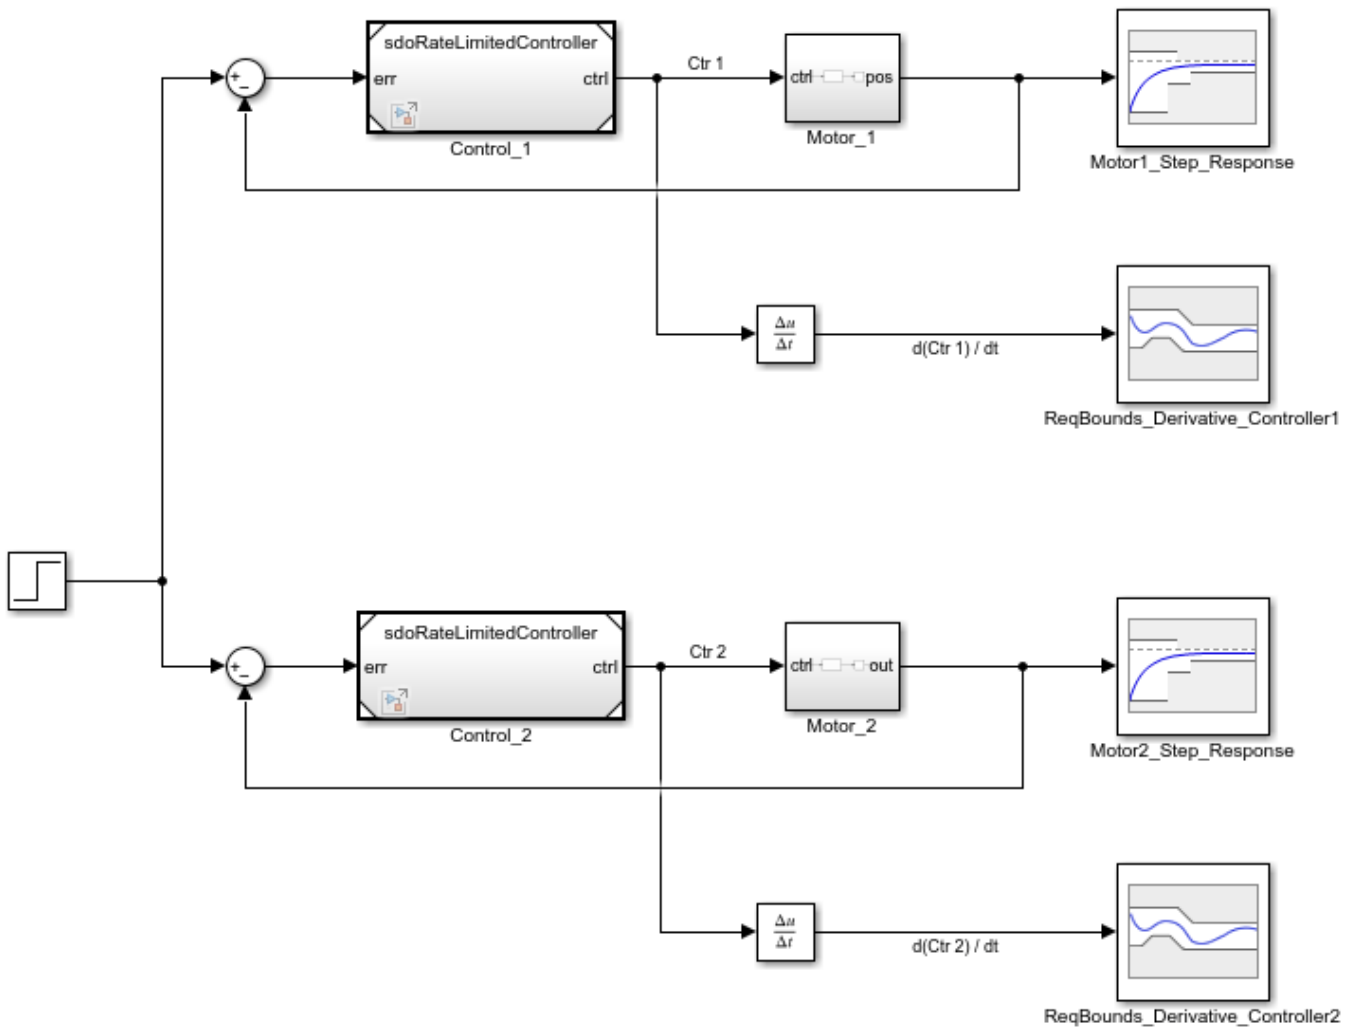 sdoRateLimitedController
+
−
err
ctrl
Control_1
Ctr 1
ctrl
pos
Motor_1
Motor1_Step_Response
Δu
Δt
d(Ctr 1) / dt
ReqBounds_Derivative_Controller1
sdoRateLimitedController
+
−
err
ctrl
Control_2
Ctr 2
ctrl
out
Motor_2
Motor2_Step_Response
Δu
Δt
d(Ctr 2) / dt
ReqBounds_Derivative_Controller2